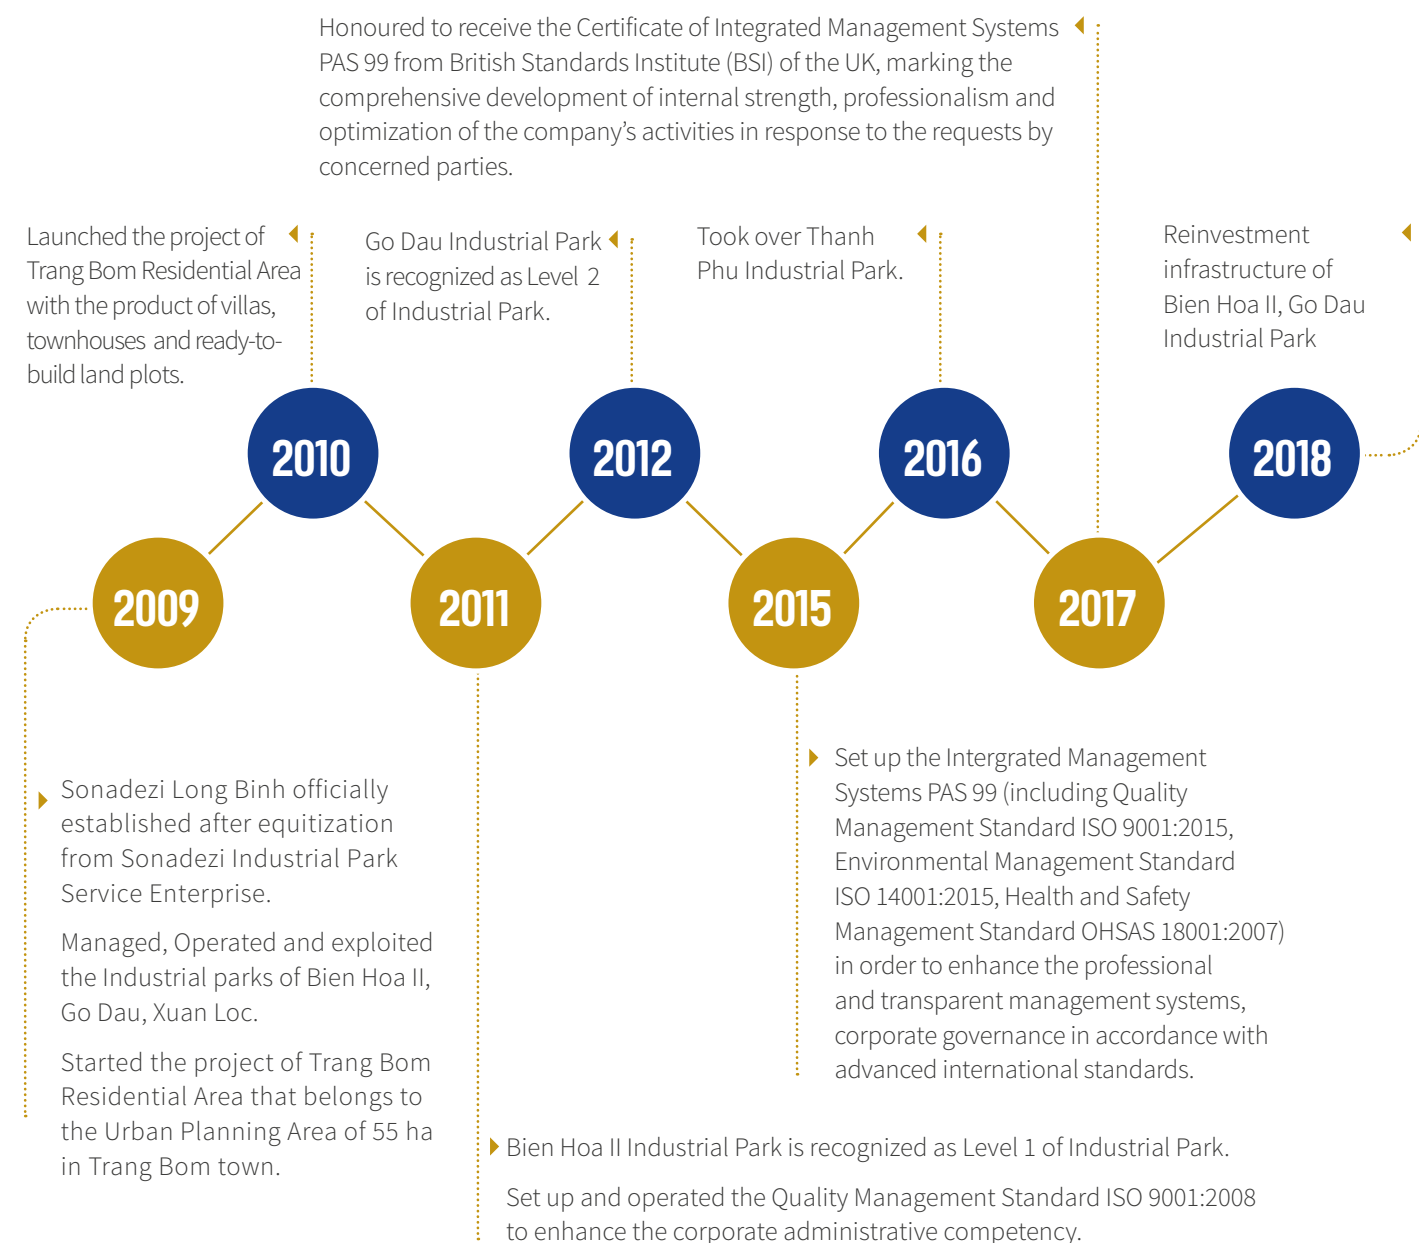 Honoured to receive the Certificate of Integrated Management Systems
PAS 99 from British Standards Institute (BSI) of the UK, marking the
comprehensive development of internal strength, professionalism and
optimization of the company's activities in response to the requests by
concerned parties.
Launched the project of
Trang Bom Residential Area
with the product of villas,
townhouses and ready-to-
build land plots.
Go Dau Industrial Park
is recognized as Level 2
of Industrial Park.
Took over Thanh
Phu Industrial Park.
Reinvestment
infrastructure of
Bien Hoa II, Go Dau
Industrial Park
2010
2012
2016
2018
2009
2011
2015
2017
Sonadezi Long Binh officially
established after equitization
from Sonadezi Industrial Park
Service Enterprise.
Managed, Operated and exploited
the Industrial parks of Bien Hoa II,
Go Dau, Xuan Loc.
Started the project of Trang Bom
Residential Area that belongs to
the Urban Planning Area of 55 ha
in Trang Bom town.
Set up the Intergrated Management
Systems PAS 99 (including Quality
Management Standard ISO 9001:2015,
Environmental Management Standard
ISO 14001:2015, Health and Safety
Management Standard OHSAS 18001:2007)
in order to enhance the professional
and transparent management systems,
corporate governance in accordance with
advanced international standards.
Bien Hoa II Industrial Park is recognized as Level 1 of Industrial Park.
Set up and operated the Quality Management Standard ISO 9001:2008
to enhance the corporate administrative competency.